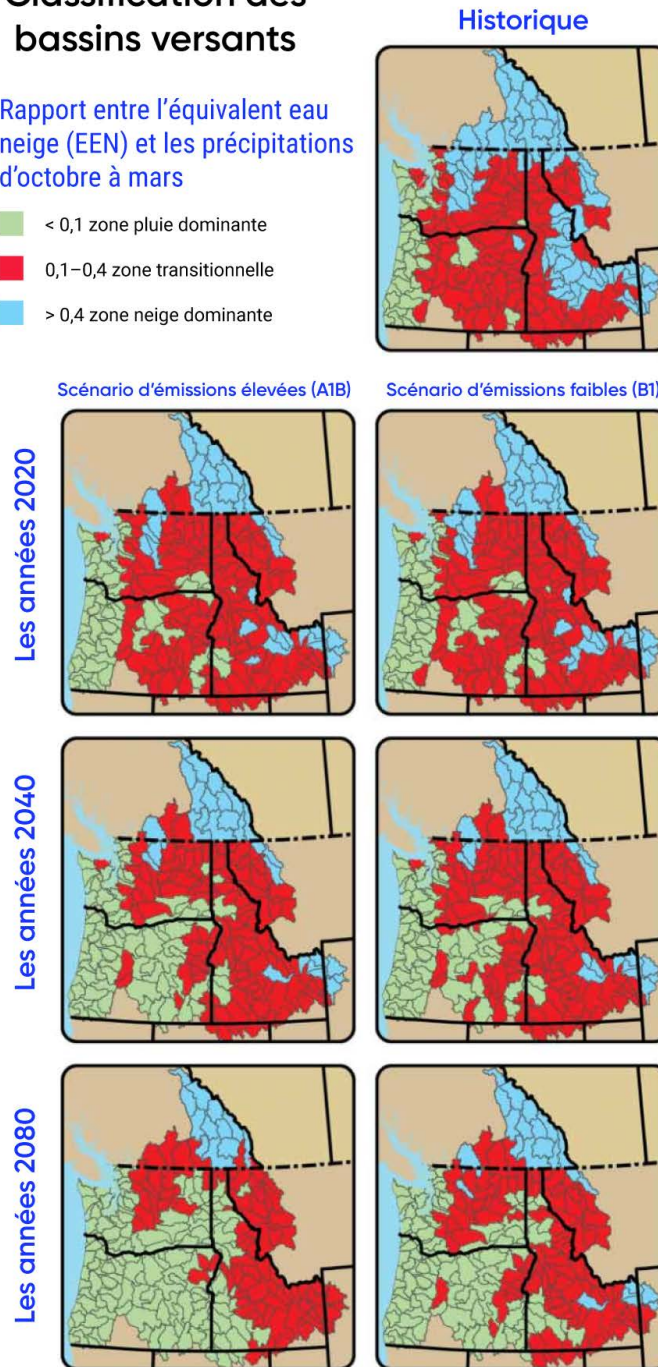 Classification des
bassins versants
Rapport entre l’équivalent eau
neige (EEN) et les précipitations
d’octobre à mars
< 0,1 zone pluie dominante
0,1–0,4 zone transitionnelle
> 0,4 zone neige dominante
Historique
Scénario d’émissions élevées (A1B)
Scénario d’émissions faibles (B1)
Les années 2020
Les années 2040
Les années 2080